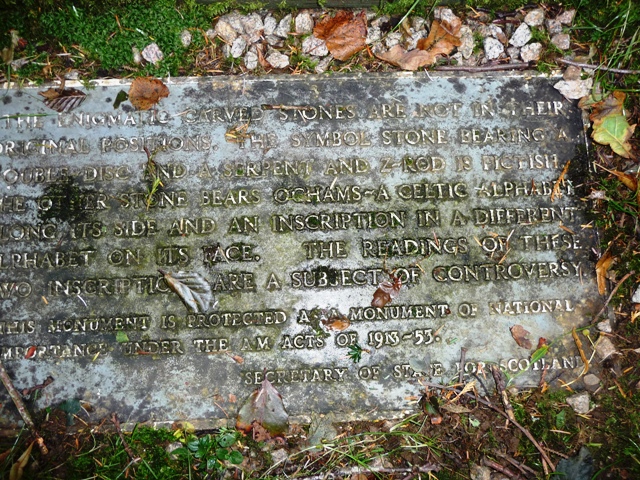 THE ENIGMATIC CARVED STONES ARE NOT IN THEIR
ORIGINAL POSITIONS. THE SYMBOL STONE BEARING A
DOUBLE DISC AND A SERPENT AND Z-ROD IS PICTISH.
THE OTHER STONE BEARS OGHAMS-A CELTIC ALPHABET
ALONG ITS SIDE AND AN INSCRIPTION IN A DIFFERENT
ALPHABET ON ITS FACE. THE READINGS OF THESE
TWO INSCRIPTIONS ARE A SUBJECT OF CONTROVERSY.
THIS MONUMENT IS PROTECTED AS A MONUMENT OF NATIONAL
IMPORTANCE UNDER THE A.M. ACTS OF 1913-53.
SECRETARY OF STATE FOR SCOTLAND